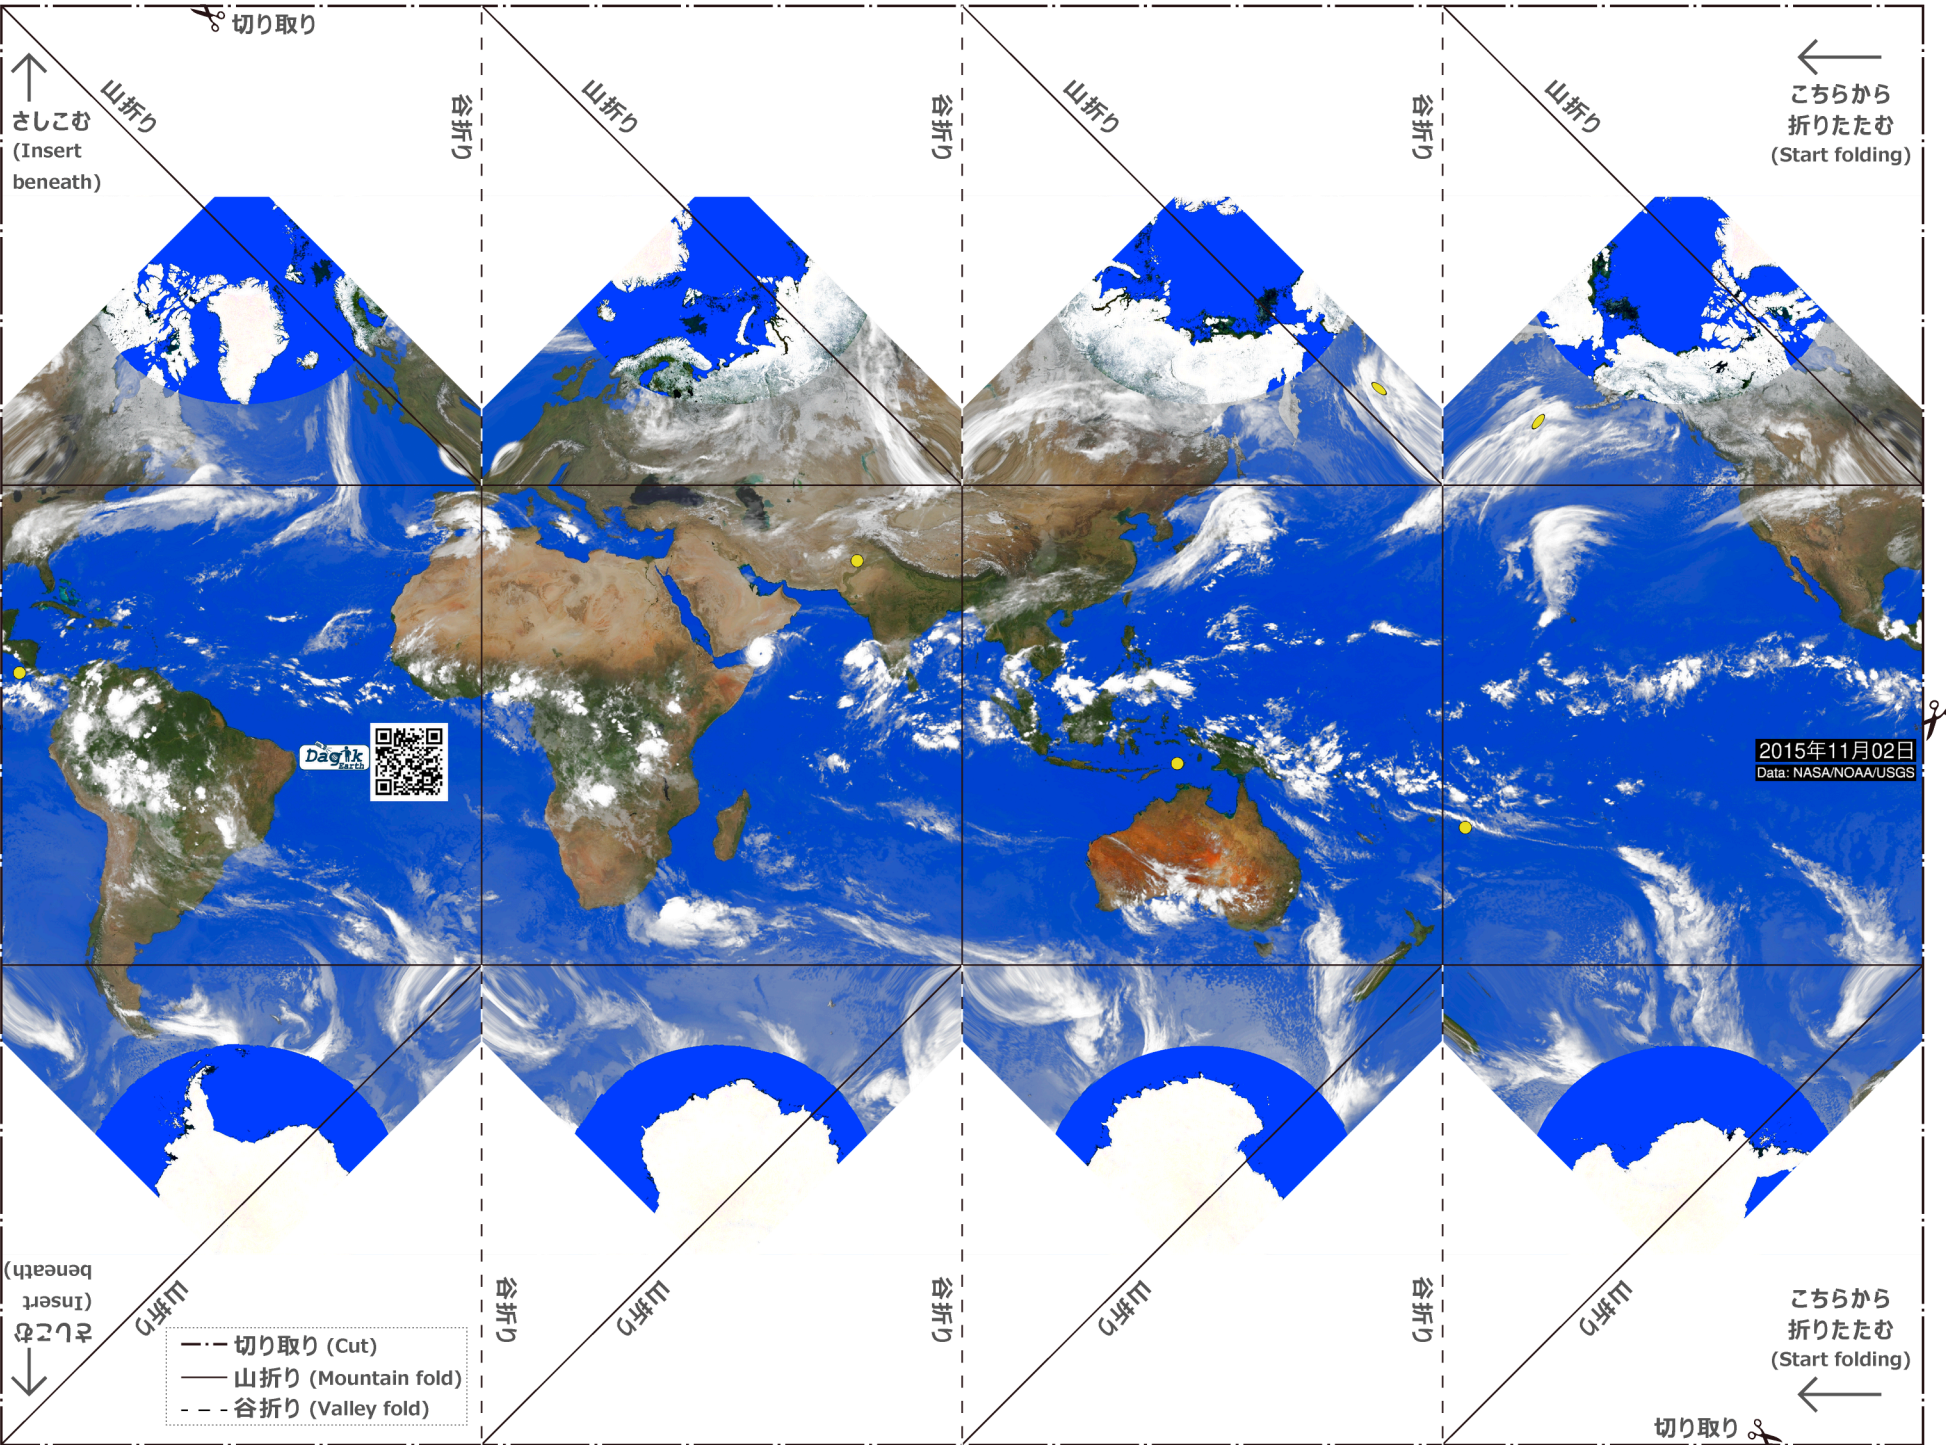 切り取り
山折り
谷折り
山折り
谷折り
山折り
谷折り
山折り
さしこむ
(Insert
beneath)
こちらから
折りたたむ
(Start folding)
Dagik
Earth
2015年11月02日
Data: NASA/NOAA/USGS
さしこむ
(Insert
beneath)
山折り
谷折り
山折り
谷折り
山折り
谷折り
山折り
こちらから
折りたたむ
(Start folding)
切り取り (Cut)
山折り (Mountain fold)
谷折り (Valley fold)
切り取り